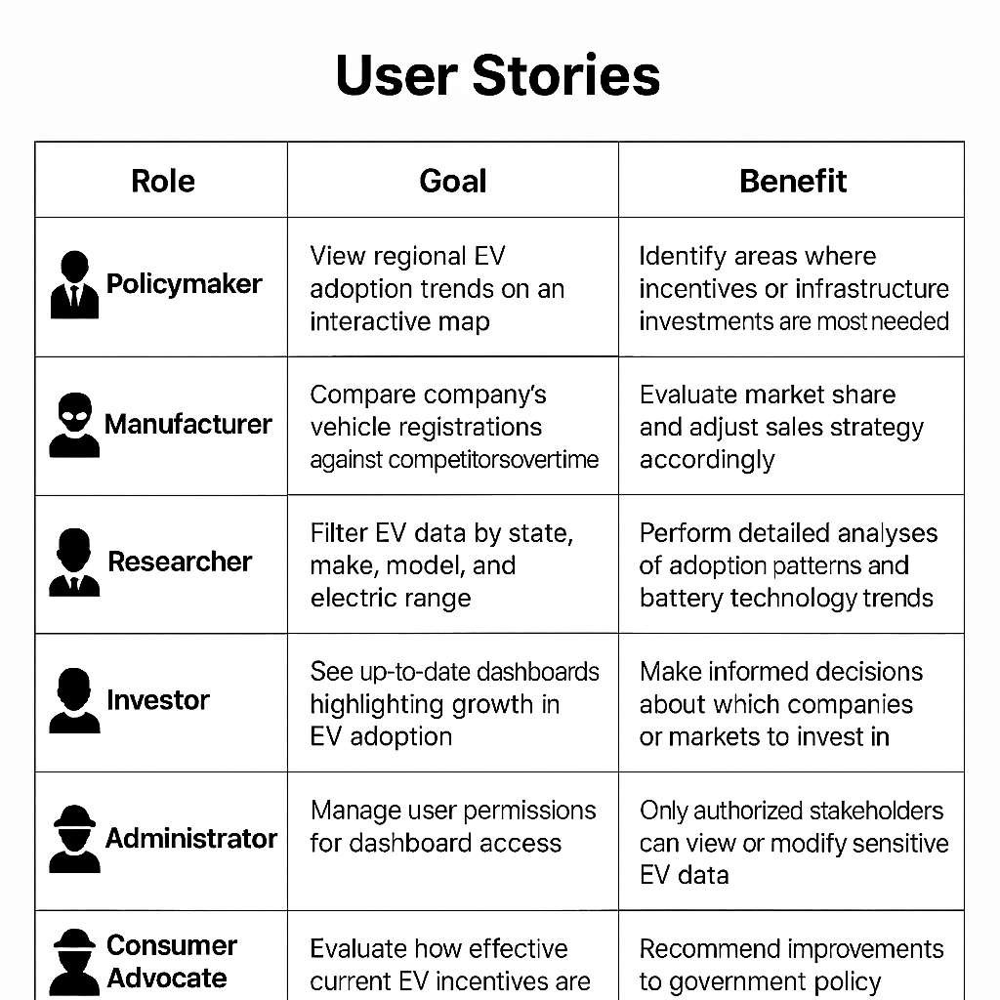 User Stories
Role
Goal
Benefit
Policymaker
View regional EV
adoption trends on an
interactive map
Identify areas where
incentives or infrastructure
investments are most needed
Manufacturer
Compare company's
vehicle registrations
against competitorsovertime
Evaluate market share
and adjust sales strategy
accordingly
Researcher
Filter EV data by state,
make, model, and
electric range
Perform detailed analyses
of adoption patterns and
battery technology trends
Investor
See up-to-date dashboards
highlighting growth in
EV adoption
Make informed decisions
about which companies
or markets to invest in
Administrator
Manage user permissions
for dashboard access
Only authorized stakeholders
can view or modify sensitive
EV data
Consumer
Advocate
Evaluate how effective
current EV incentives are
Recommend improvements
to government policy